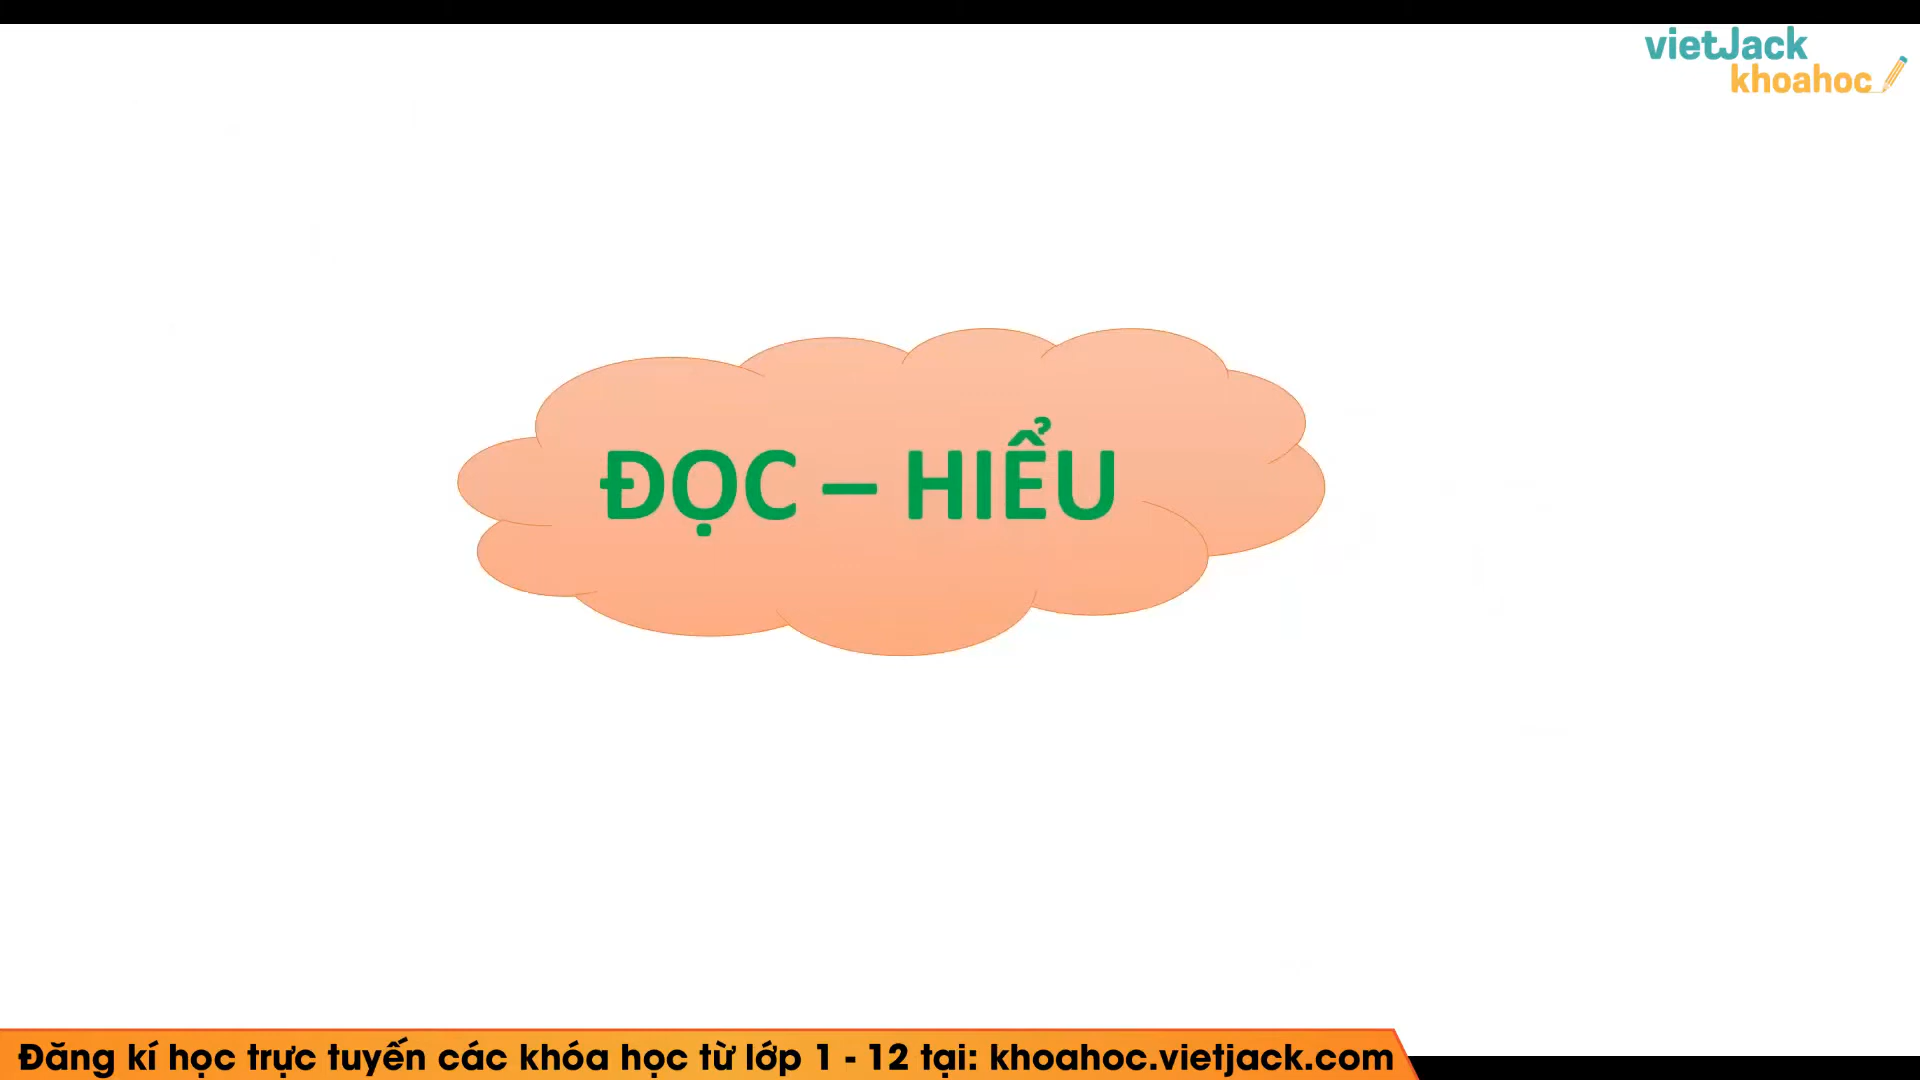 vietJack
khoahoc
ĐỌC – HIỂU
Đăng kí học trực tuyến các khóa học từ lớp 1 - 12 tại: khoahoc.vietjack.com